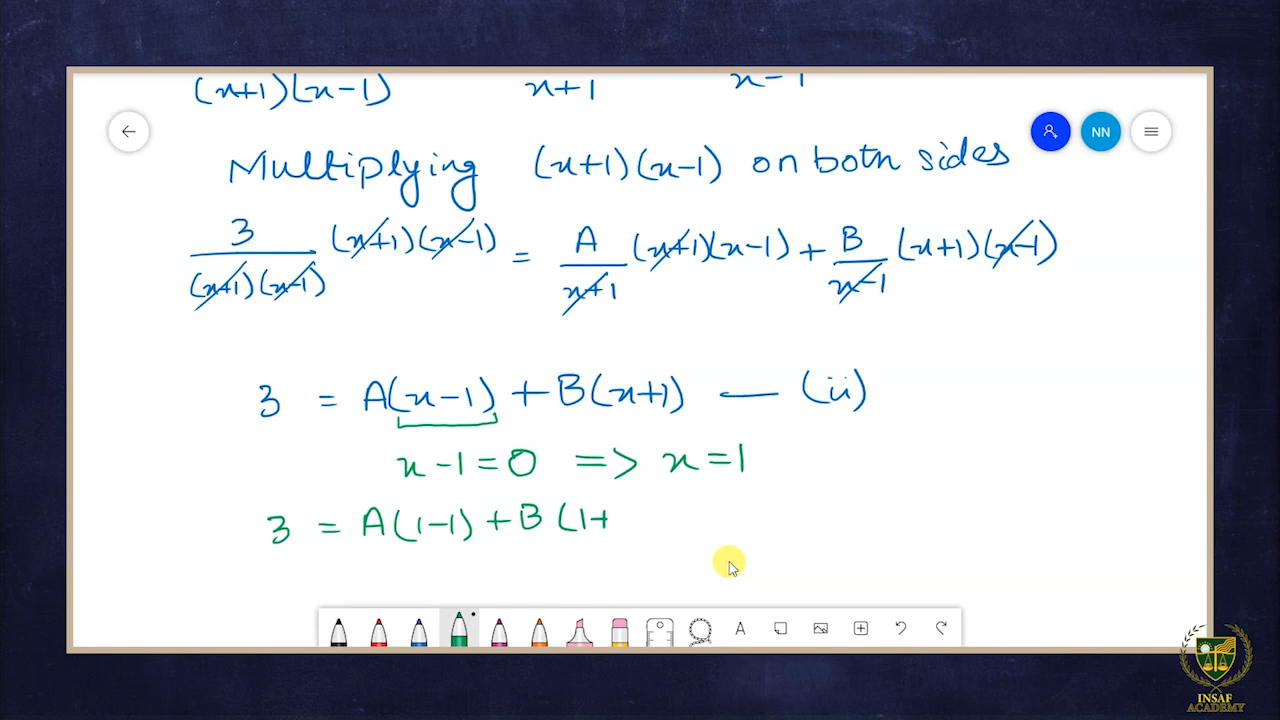 (x+1)(x-1) x+1 x-1
Multiplying (x+1)(x-1) on both sides
3/(x+1)(x-1) (x+1)(x-1) = A/x+1 (x+1)(x-1) + B/x-1 (x+1)(x-1)
3 = A(x-1) + B(x+1) — (ii)
x-1=0 => x=1
3 = A(1-1) + B(1+
NN
A
INSAF
ACADEMY